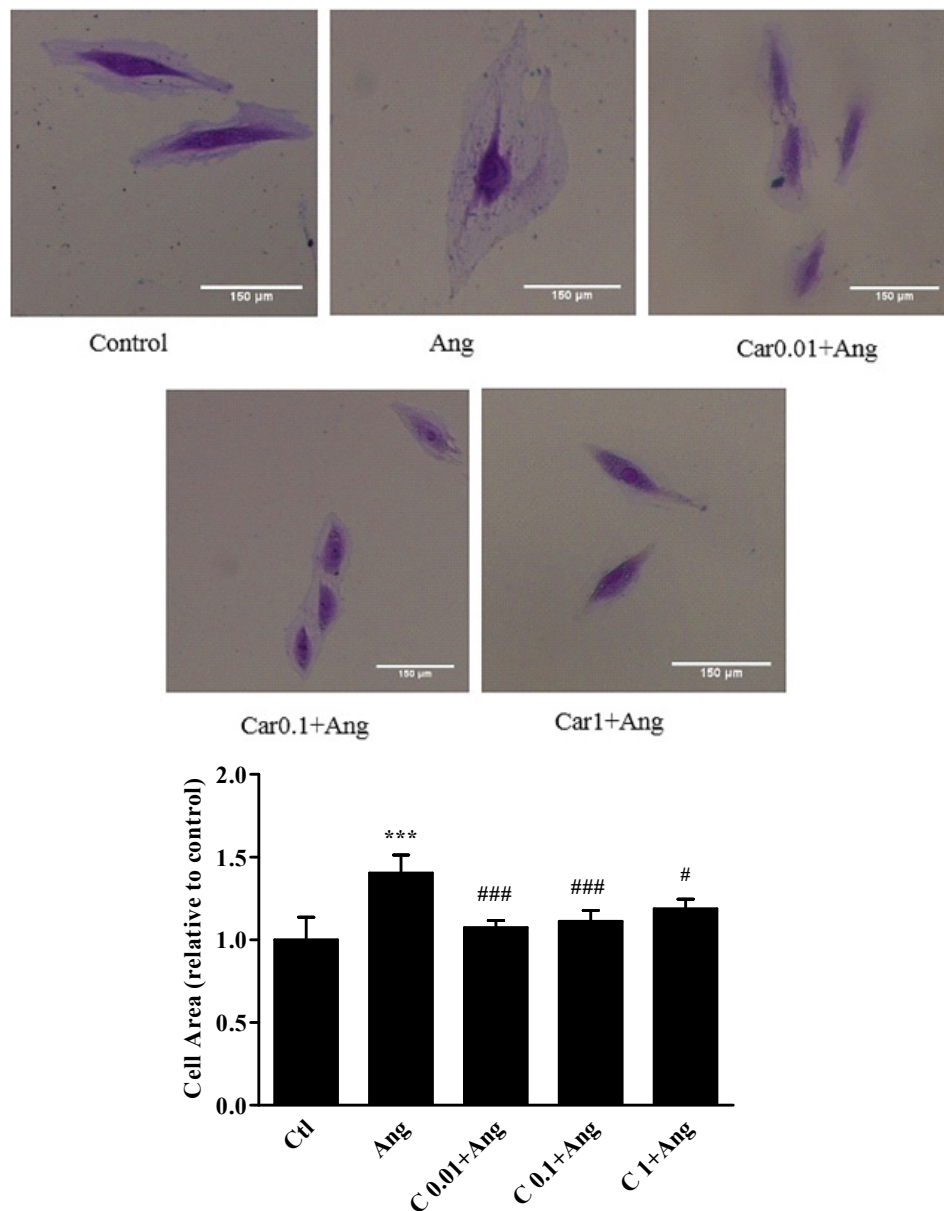 150 µm
150 µm
150 µm
Control
Ang
Car0.01+Ang
150 µm
150 µm
Car0.1+Ang
Car1+Ang
Cell Area (relative to control)
2.0
1.5
1.0
0.5
0.0
***
###
###
#
Ctl
Ang
C 0.01+Ang
C 0.1+Ang
C 1+Ang